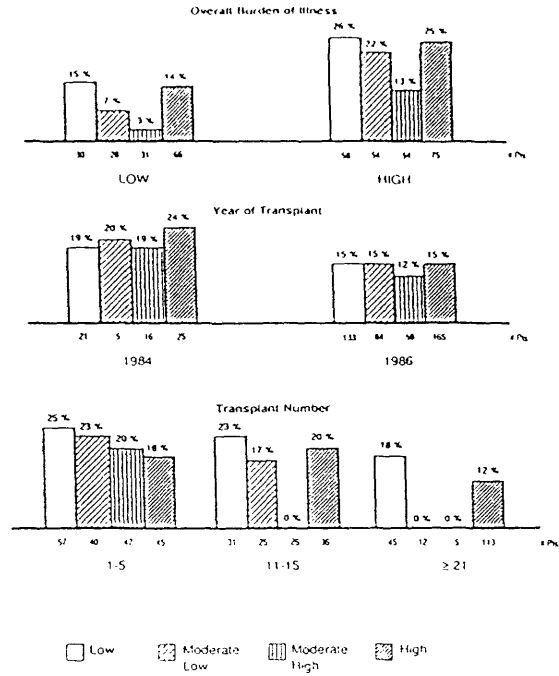 Overall Burden of Illness
26 %
25 %
22 %
15 %
14 %
13 %
7 %
3 %
30 28 31 66 54 54 75 # Pts
LOW HIGH
Year of Transplant
24 %
20 %
19 % 19 %
15 % 15 % 12 % 15 %
21 5 16 25 133 84 58 165 # Pts
1984 1986
Transplant Number
25 % 23 % 20 % 18 % 23 % 17 % 0 % 20 % 18 % 0 % 0 % 12 %
57 40 47 45 31 25 25 36 45 12 5 113 # Pts
1-5 11-15 ≥ 21
Low Moderate Low Moderate High High